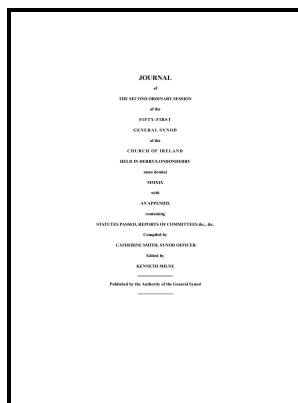 JOURNAL
of
THE SECOND ORDINARY SESSION
of the
FIFTY-FIRST
GENERAL SYNOD
of the
CHURCH OF IRELAND
HELD IN DERRY/LONDONDERRY
anno domini
MMXIX
with
AN APPENDIX
containing
STATUTES PASSED, REPORTS OF COMMITTEES &c., &c.
Compiled by
CATHERINE SMITH, SYNOD OFFICER
Edited by
KENNETH MILNE
Published by the Authority of the General Synod